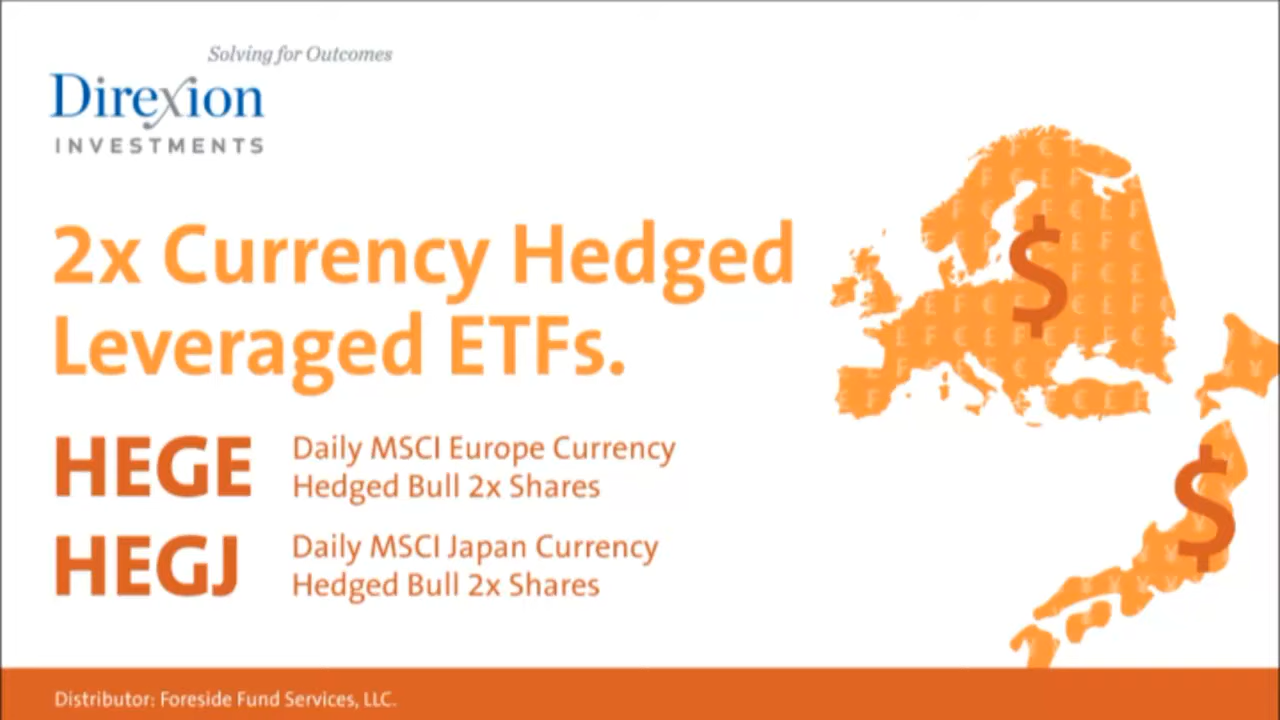 Solving for Outcomes
Direxion
INVESTMENTS
2x Currency Hedged
Leveraged ETFs.
HEGE
Daily MSCI Europe Currency
Hedged Bull 2x Shares
HEGJ
Daily MSCI Japan Currency
Hedged Bull 2x Shares
$
$
Distributor: Foreside Fund Services, LLC.